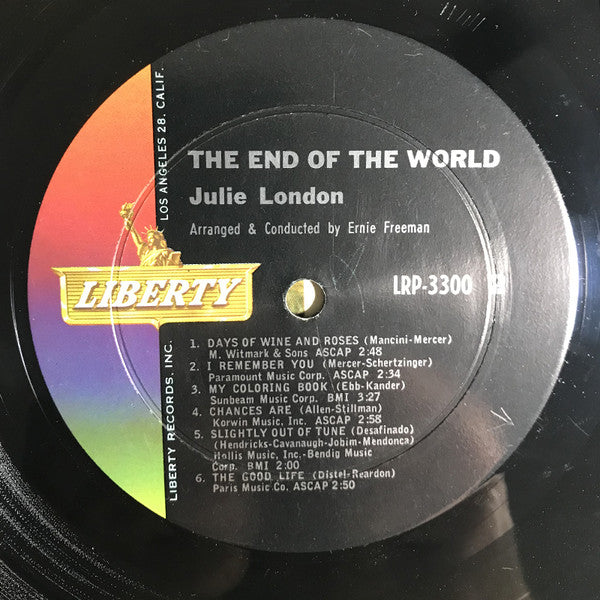 THE END OF THE WORLD
Julie London
Arranged & Conducted by Ernie Freeman
LRP-3300
LIBERTY
1. DAYS OF WINE AND ROSES (Mancini-Mercer)
M. Witmark & Sons ASCAP 2:48
2. I REMEMBER YOU (Mercer-Schertzinger)
Paramount Music Corp. ASCAP 2:34
3. MY COLORING BOOK (Ebb-Kander)
Sunbeam Music Corp. BMI 3:27
4. CHANCES ARE (Allen-Stillman)
Korwin Music, Inc. ASCAP 2:58
5. SLIGHTLY OUT OF TUNE (Desafinado)
(Hendricks-Cavanaugh-Jobim-Mendonca)
Hollis Music, Inc.-Bendig Music
Corp. BMI 2:00
6. THE GOOD LIFE (Distel-Reardon)
Paris Music Co. ASCAP 2:50
LIBERTY RECORDS, INC.
LOS ANGELES 28, CALIF.